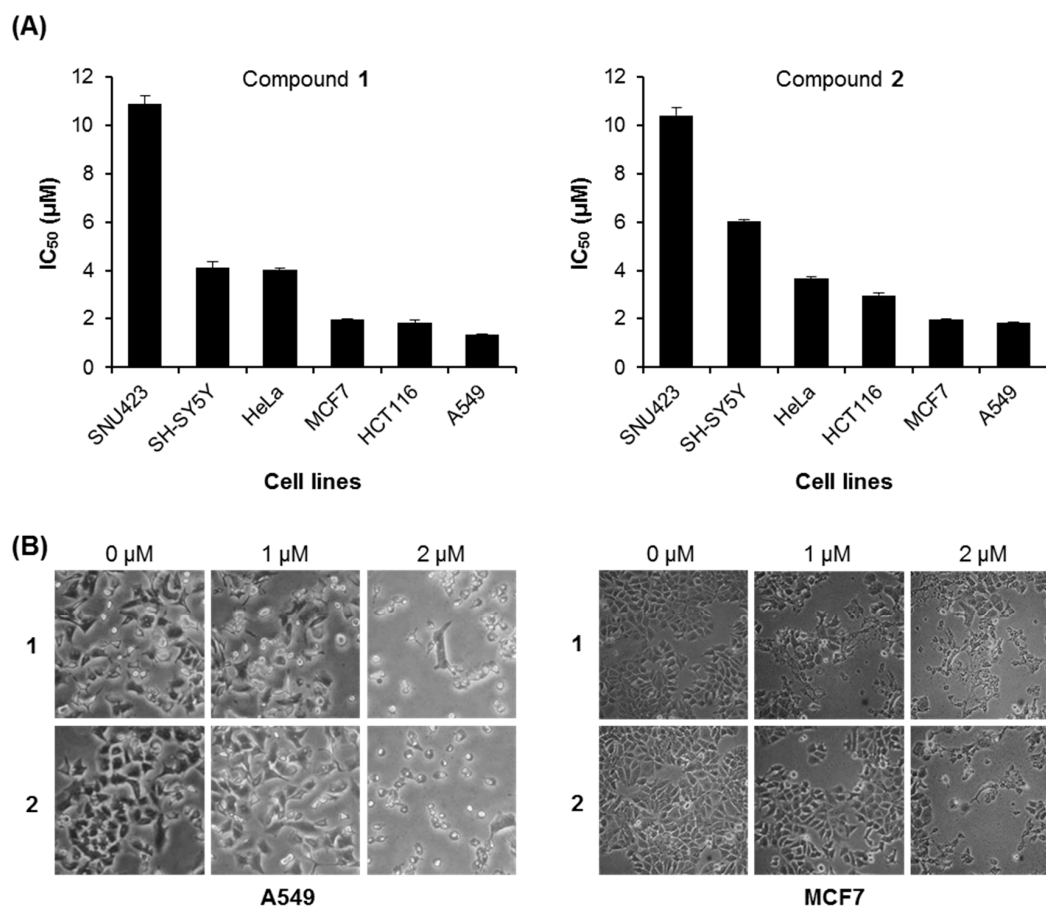 (A)
Compound 1
12
10
8
6
4
2
0
IC₅₀ (µM)
SNU423
SH-SY5Y
HeLa
MCF7
HCT116
A549
Cell lines
Compound 2
12
10
8
6
4
2
0
IC₅₀ (µM)
SNU423
SH-SY5Y
HeLa
HCT116
MCF7
A549
Cell lines
(B)
0 µM 1 µM 2 µM
1
2
A549
0 µM 1 µM 2 µM
1
2
MCF7